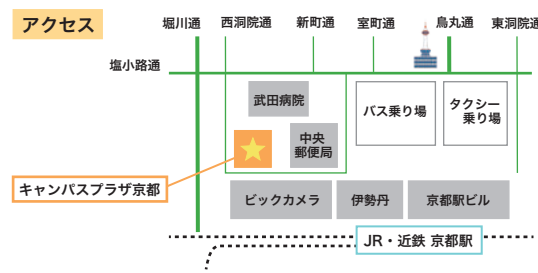 アクセス
堀川通
西洞院通
新町通
室町通
烏丸通
東洞院通
塩小路通
武田病院
バス乗り場
タクシー
乗り場
中央
郵便局
キャンパスプラザ京都
ビックカメラ
伊勢丹
京都駅ビル
JR・近鉄 京都駅